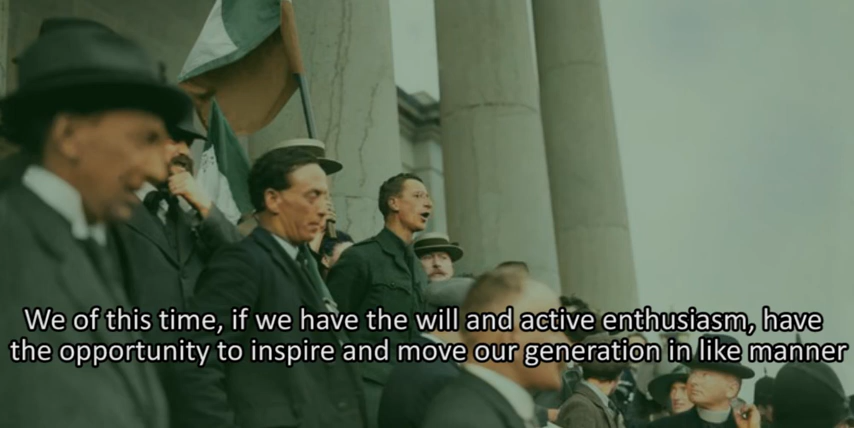 We of this time, if we have the will and active enthusiasm, have
the opportunity to inspire and move our generation in like manner